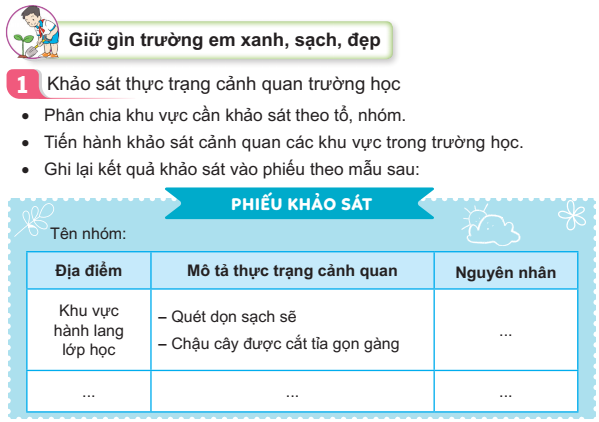 Giữ gìn trường em xanh, sạch, đẹp
1 Khảo sát thực trạng cảnh quan trường học
• Phân chia khu vực cần khảo sát theo tổ, nhóm.
• Tiến hành khảo sát cảnh quan các khu vực trong trường học.
• Ghi lại kết quả khảo sát vào phiếu theo mẫu sau:
PHIẾU KHẢO SÁT
Tên nhóm:
Địa điểm Mô tả thực trạng cảnh quan Nguyên nhân
Khu vực
hành lang
lớp học
– Quét dọn sạch sẽ
– Chậu cây được cắt tỉa gọn gàng
...
... ... ...